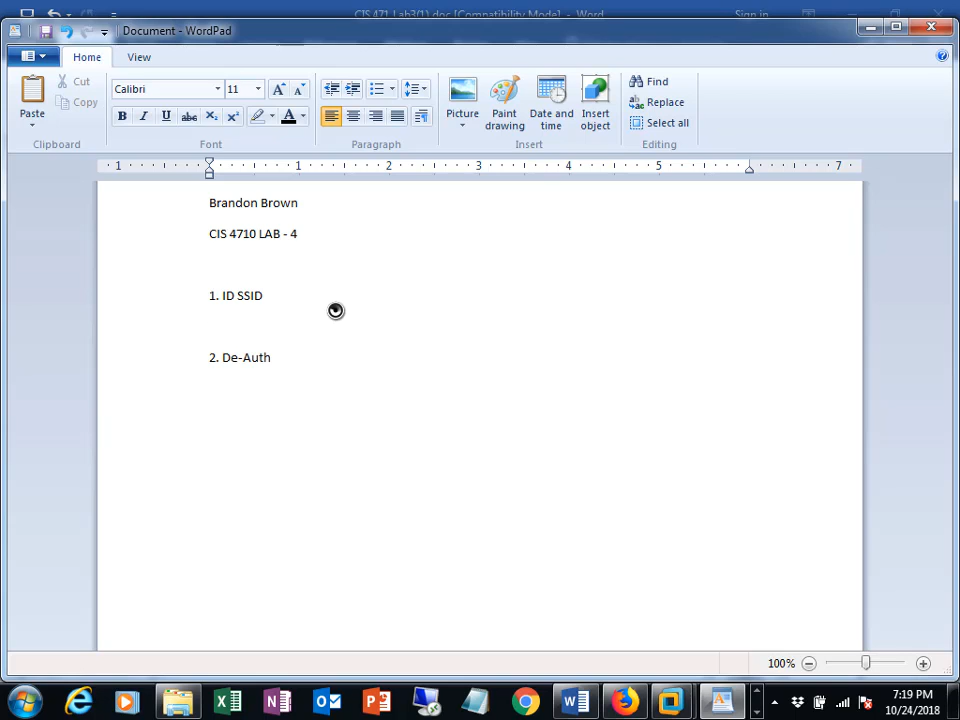 CIS 471 Lab3(1).doc [Compatibility Mode] - Word
Sign in
Document - WordPad
Home
View
Paste
Cut
Copy
Calibri
11
Picture
Paint drawing
Date and time
Insert object
Find
Replace
Select all
Clipboard
Font
Paragraph
Insert
Editing
1 1 2 3 4 5 7
Brandon Brown
CIS 4710 LAB - 4
1. ID SSID
2. De-Auth
100%
7:19 PM
10/24/2018